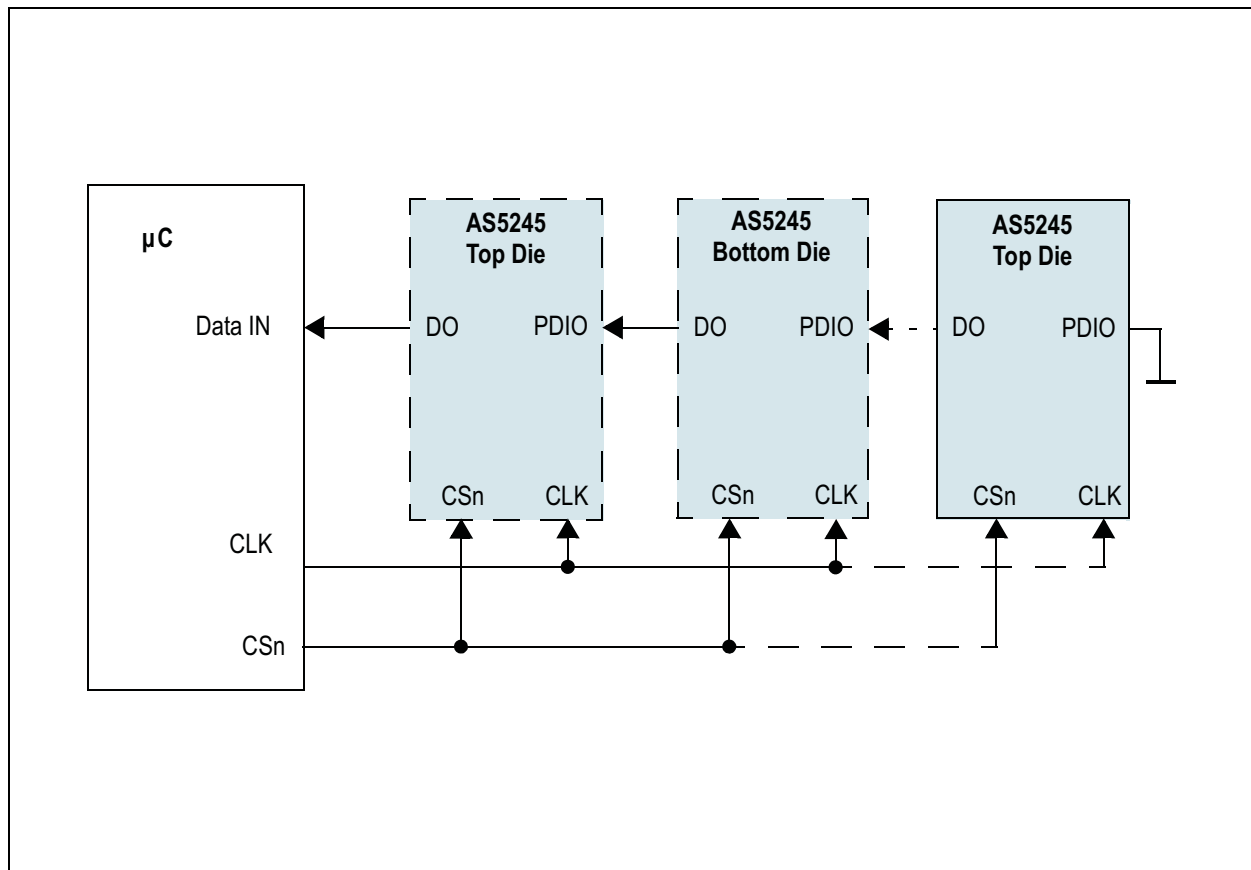 µC
AS5245
Top Die
AS5245
Bottom Die
AS5245
Top Die
Data IN
DO
PDIO
DO
PDIO
DO
PDIO
CSn
CLK
CSn
CLK
CSn
CLK
CLK
CSn